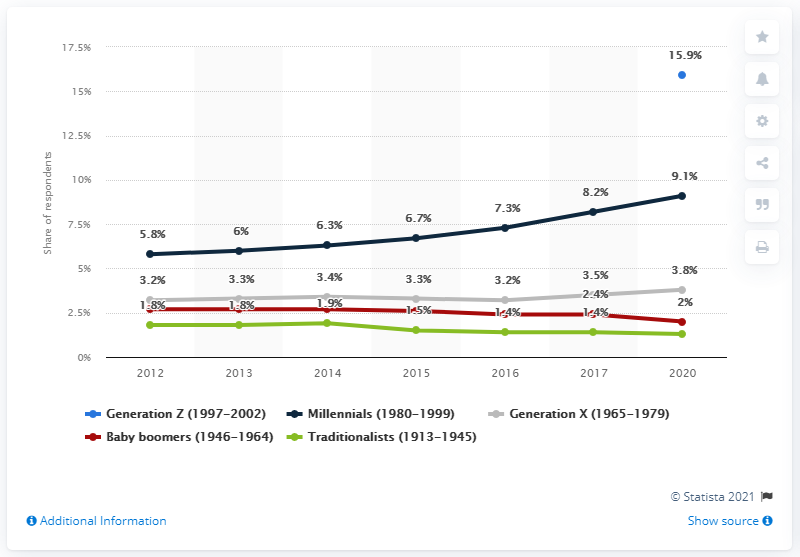 17.5%
15%
12.5%
10%
7.5%
5%
2.5%
0%
Share of respondents
15.9%
5.8% 6% 6.3% 6.7% 7.3% 8.2% 9.1%
3.2% 3.3% 3.4% 3.3% 3.2% 3.5% 3.8%
2.4% 2%
1.8% 1.8% 1.9% 1.5% 1.4% 1.4%
2012 2013 2014 2015 2016 2017 2020
Generation Z (1997-2002) Millennials (1980-1999) Generation X (1965-1979)
Baby boomers (1946-1964) Traditionalists (1913-1945)
© Statista 2021
Additional Information Show source